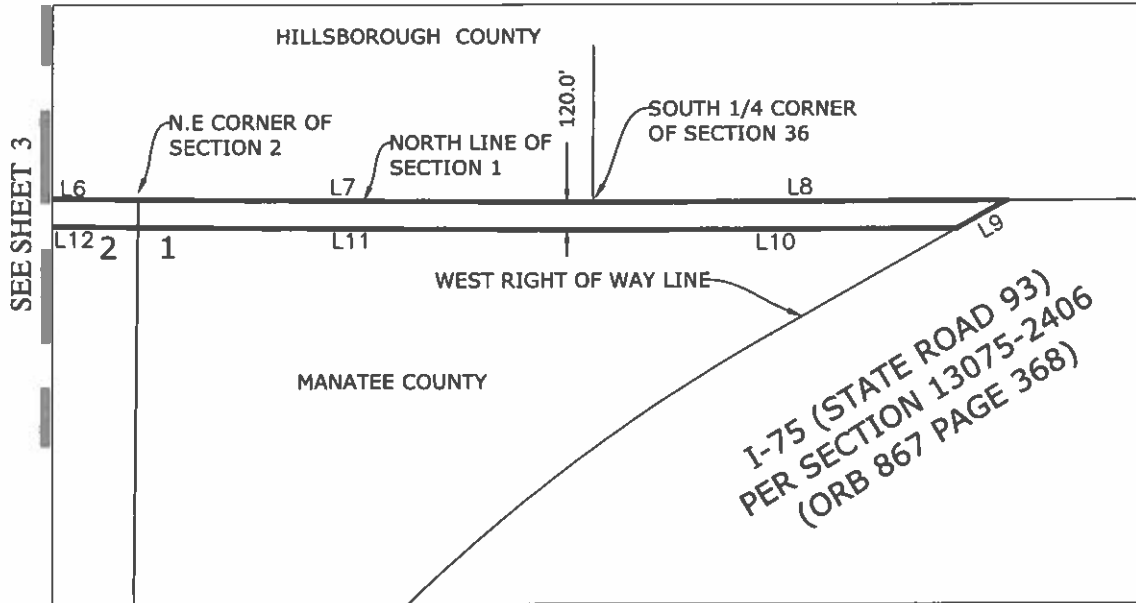 HILLSBOROUGH COUNTY
120.0'
N.E CORNER OF
SECTION 2
NORTH LINE OF
SECTION 1
SOUTH 1/4 CORNER
OF SECTION 36
SEE SHEET 3
L6
L7
L8
L9
L12
2
1
L11
L10
WEST RIGHT OF WAY LINE
MANATEE COUNTY
I-75 (STATE ROAD 93)
PER SECTION 13075-2406
(ORB 867 PAGE 368)